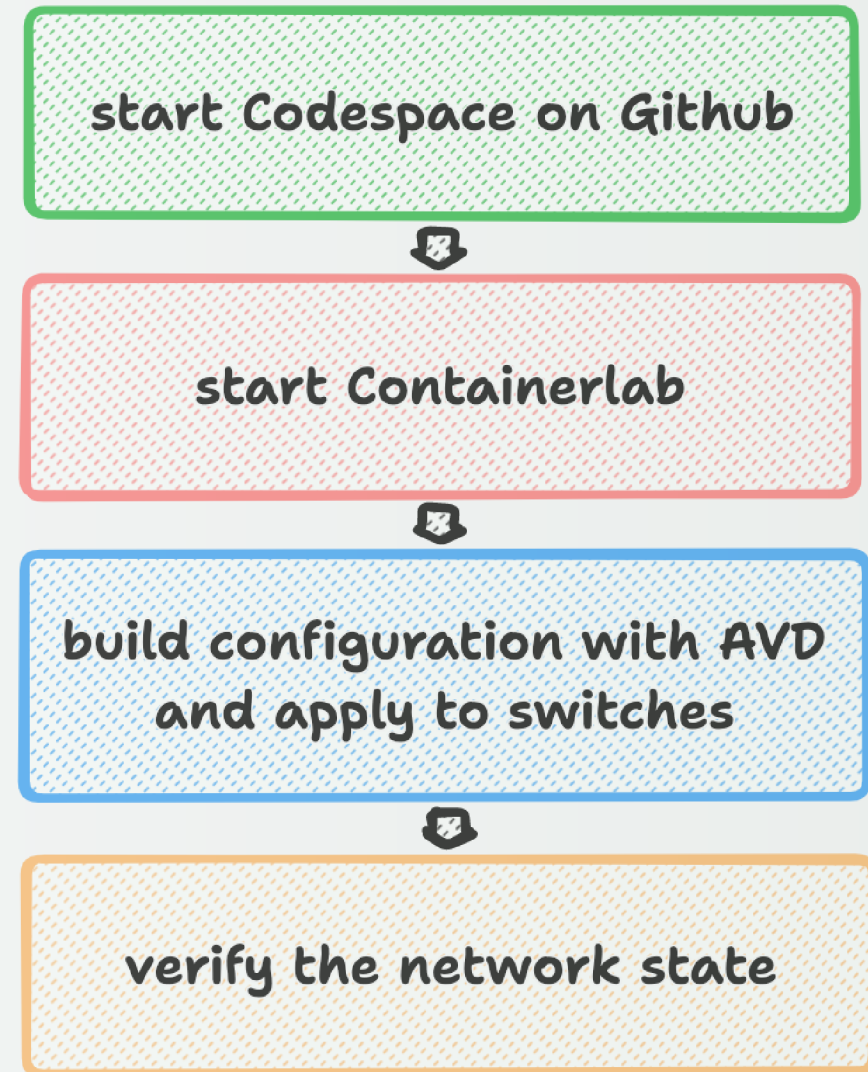 start Codespace on Github
start Containerlab
build configuration with AVD
and apply to switches
verify the network state